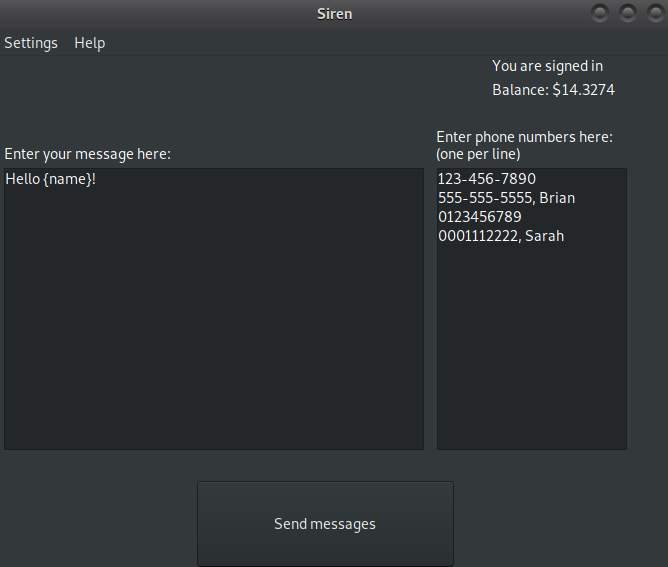 Siren
Settings Help
You are signed in
Balance: $14.3274
Enter your message here:
Enter phone numbers here:
(one per line)
Hello {name}!
123-456-7890
555-555-5555, Brian
0123456789
0001112222, Sarah
Send messages